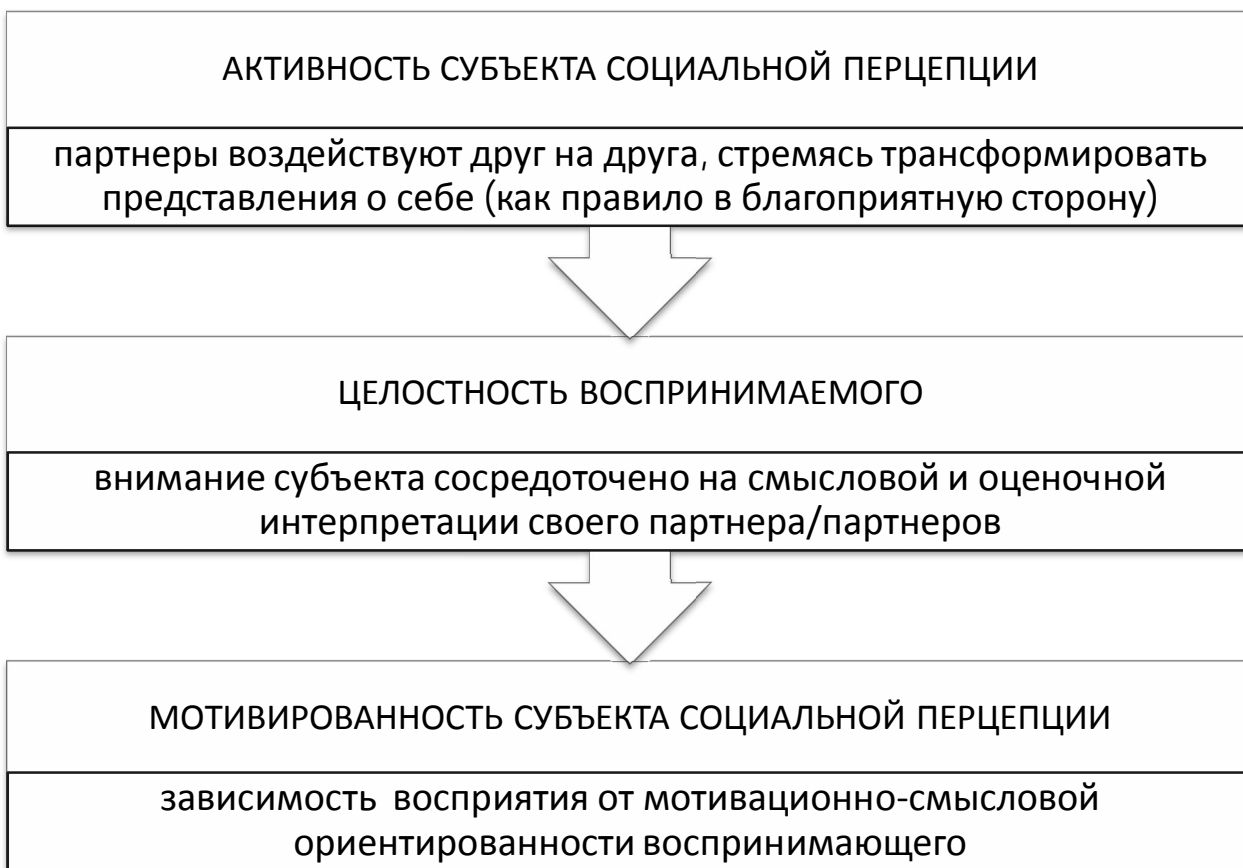 АКТИВНОСТЬ СУБЪЕКТА СОЦИАЛЬНОЙ ПЕРЦЕПЦИИ
партнеры воздействуют друг на друга, стремясь трансформировать
представления о себе (как правило в благоприятную сторону)
ЦЕЛОСТНОСТЬ ВОСПРИНИМАЕМОГО
внимание субъекта сосредоточено на смысловой и оценочной
интерпретации своего партнера/партнеров
МОТИВИРОВАННОСТЬ СУБЪЕКТА СОЦИАЛЬНОЙ ПЕРЦЕПЦИИ
зависимость восприятия от мотивационно-смысловой
ориентированности воспринимающего